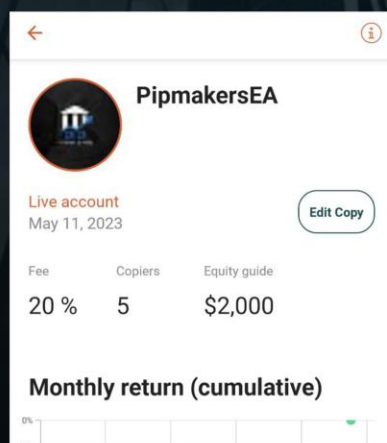 PipmakersEA
Live account
May 11, 2023
Edit Copy
Fee Copiers Equity guide
20 % 5 $2,000
Monthly return (cumulative)
0%